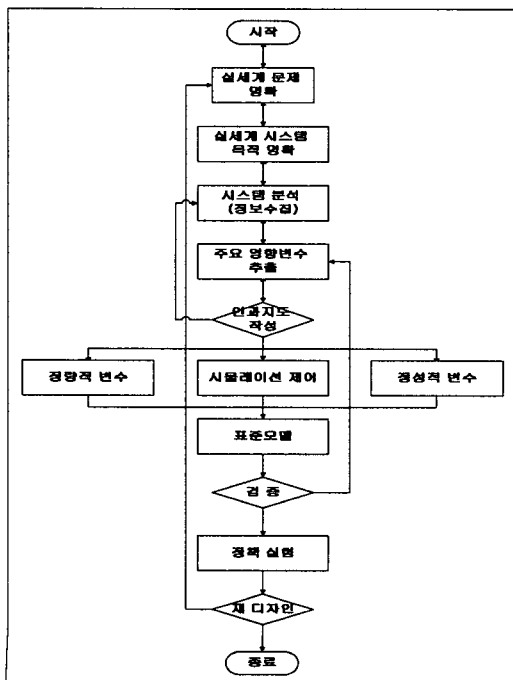 시작
실세계 문제
명확
실세계 시스템
목적 명확
시스템 분석
(정보수집)
주요 영향변수
추출
인과지도
작성
정량적 변수
시뮬레이션 제어
정성적 변수
표준모델
검 증
정책 실험
재 디자인
종료